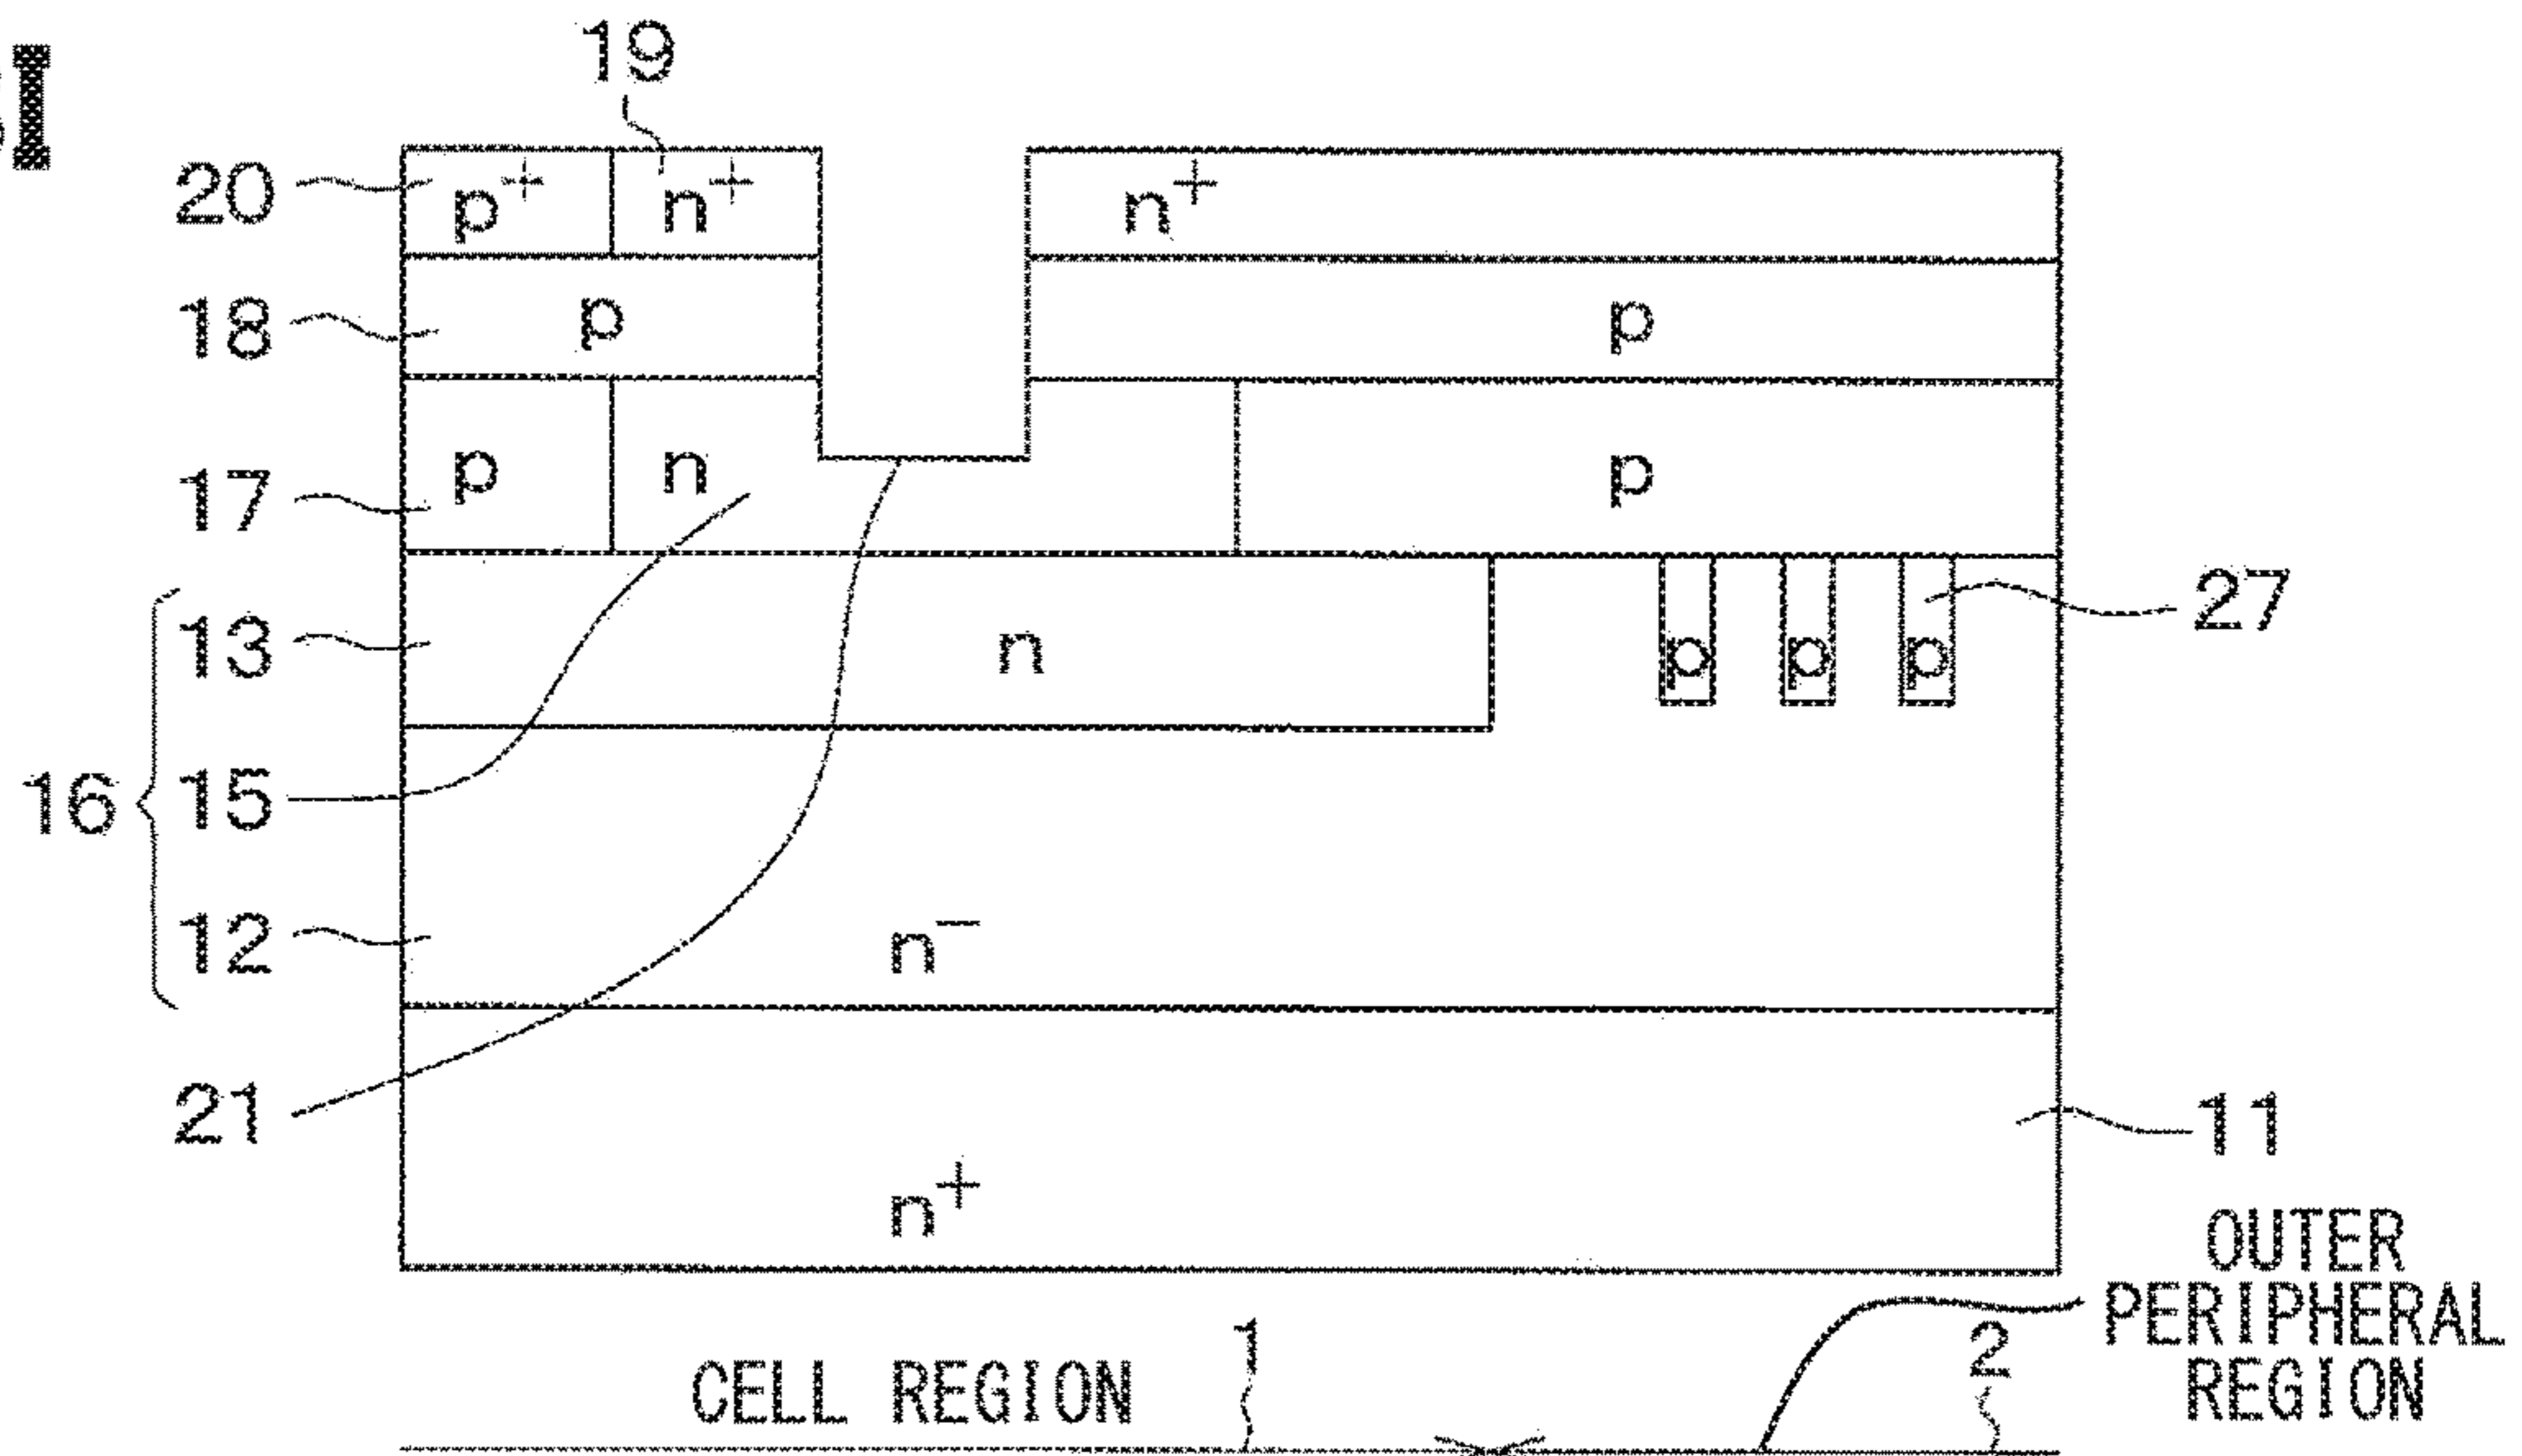 19
20 p+ n+ n+
18 p p
17 p n p
13 n p p p 27
16 15
12 n−
21 11
n+
OUTER
PERIPHERAL
REGION
CELL REGION 1 2